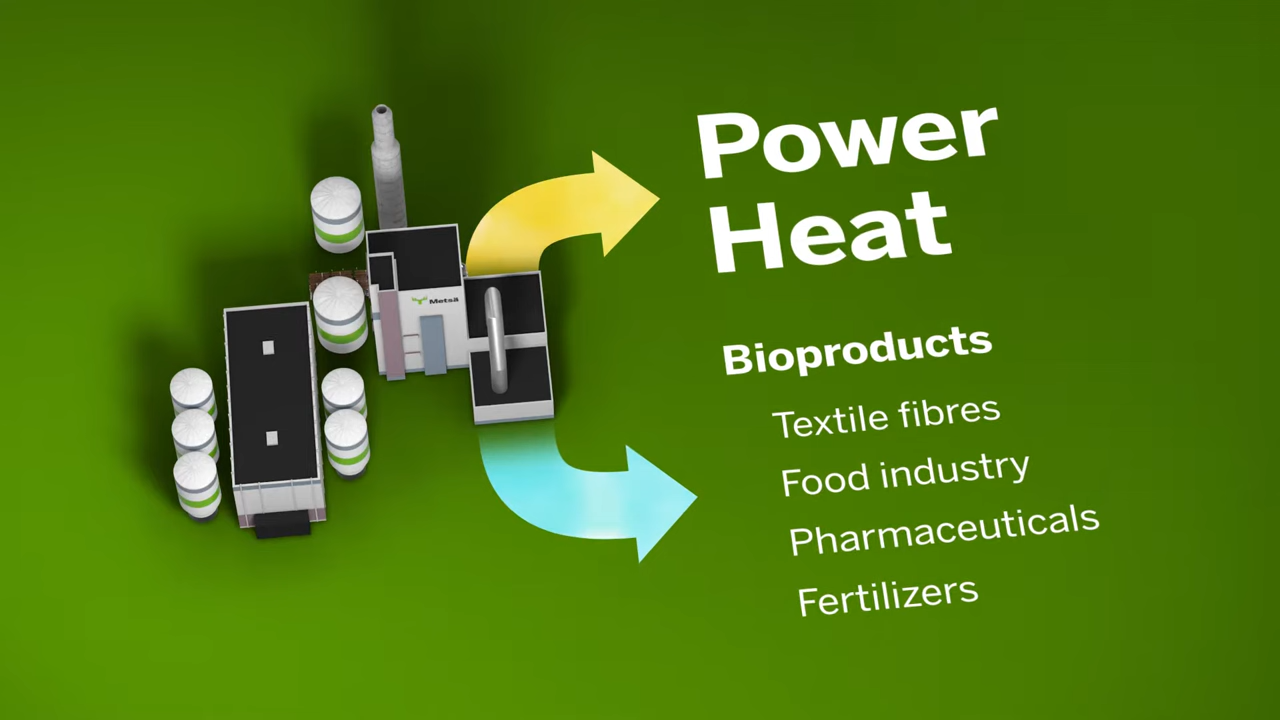 Power
Heat
Metsä
Bioproducts
Textile fibres
Food industry
Pharmaceuticals
Fertilizers